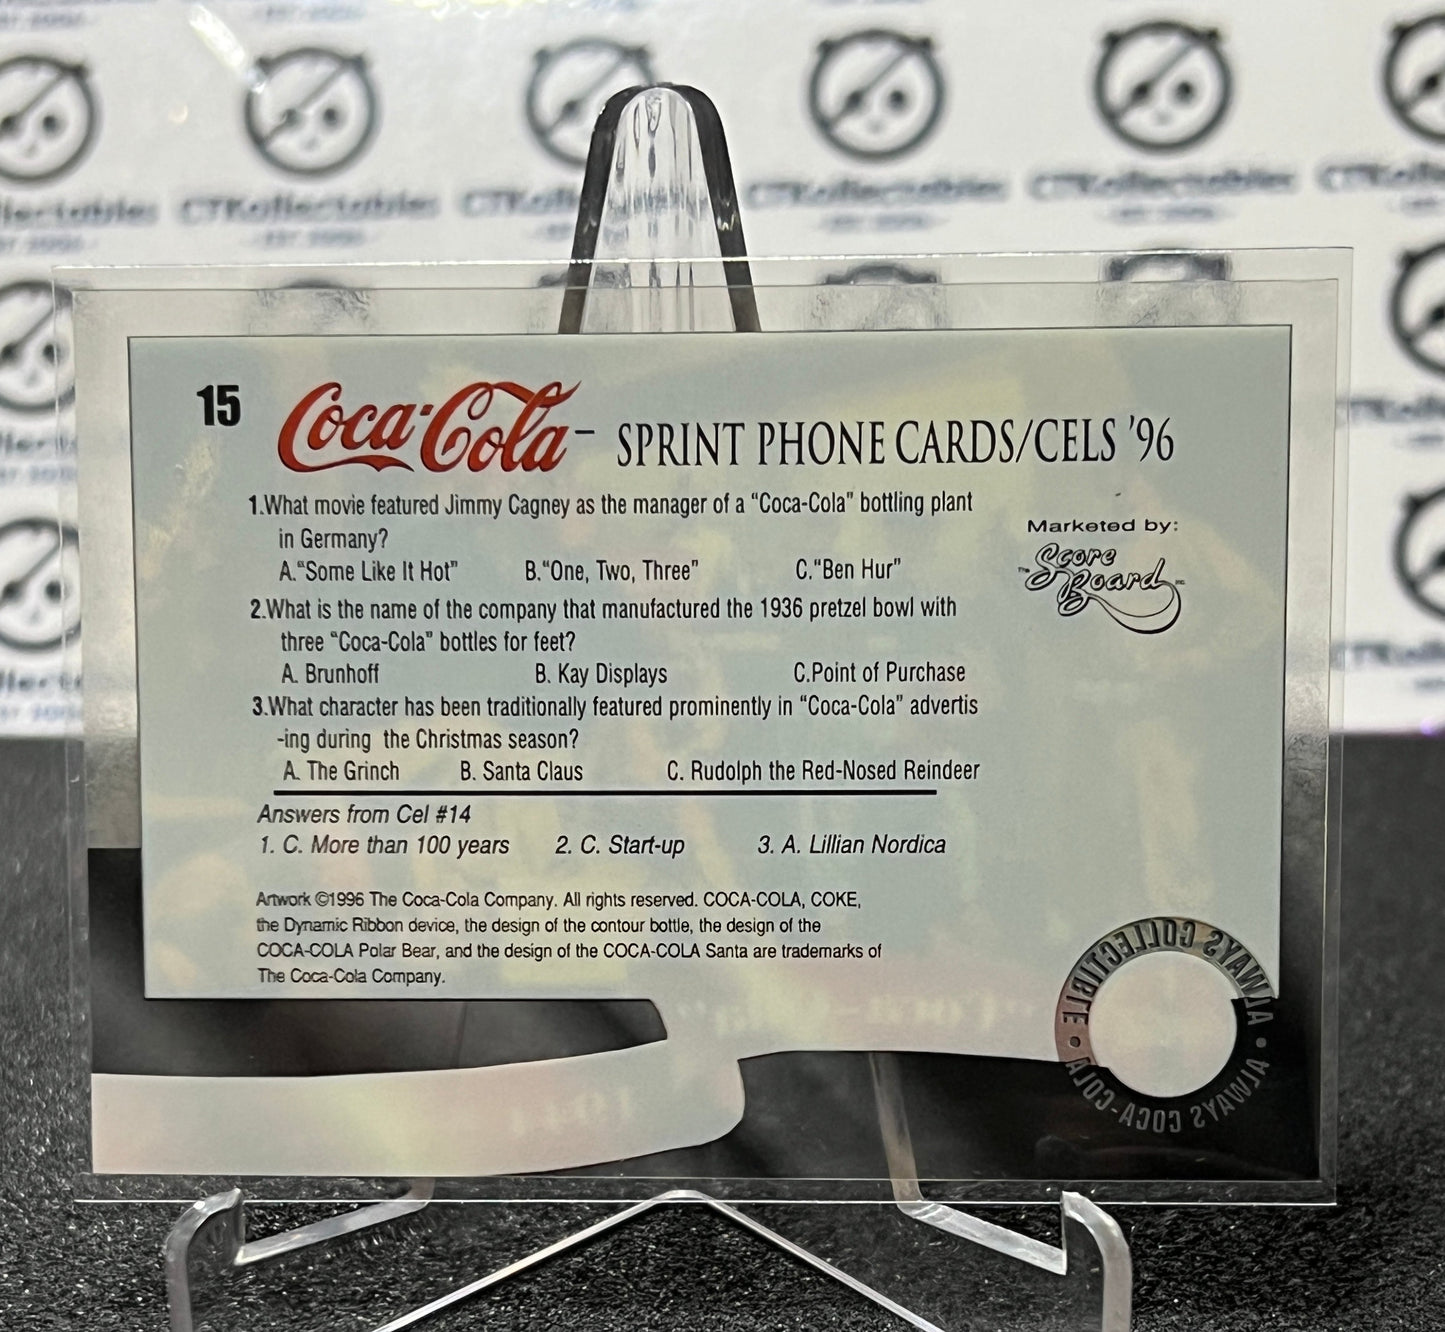 CTKollectables CTKollectables CTKollectables CTKollectables
15
Coca-Cola – SPRINT PHONE CARDS/CELS '96
1.What movie featured Jimmy Cagney as the manager of a "Coca-Cola" bottling plant
in Germany?
A."Some Like It Hot" B."One, Two, Three" C."Ben Hur"
Marketed by:
The Score
Board Inc.
2.What is the name of the company that manufactured the 1936 pretzel bowl with
three "Coca-Cola" bottles for feet?
A. Brunhoff B. Kay Displays C.Point of Purchase
3.What character has been traditionally featured prominently in "Coca-Cola" advertis
-ing during the Christmas season?
A. The Grinch B. Santa Claus C. Rudolph the Red-Nosed Reindeer
Answers from Cel #14
1. C. More than 100 years 2. C. Start-up 3. A. Lillian Nordica
Artwork ©1996 The Coca-Cola Company. All rights reserved. COCA-COLA, COKE,
the Dynamic Ribbon device, the design of the contour bottle, the design of the
COCA-COLA Polar Bear, and the design of the COCA-COLA Santa are trademarks of
The Coca-Cola Company.
ALWAYS COLLECTIBLE • ALWAYS COCA-COLA •